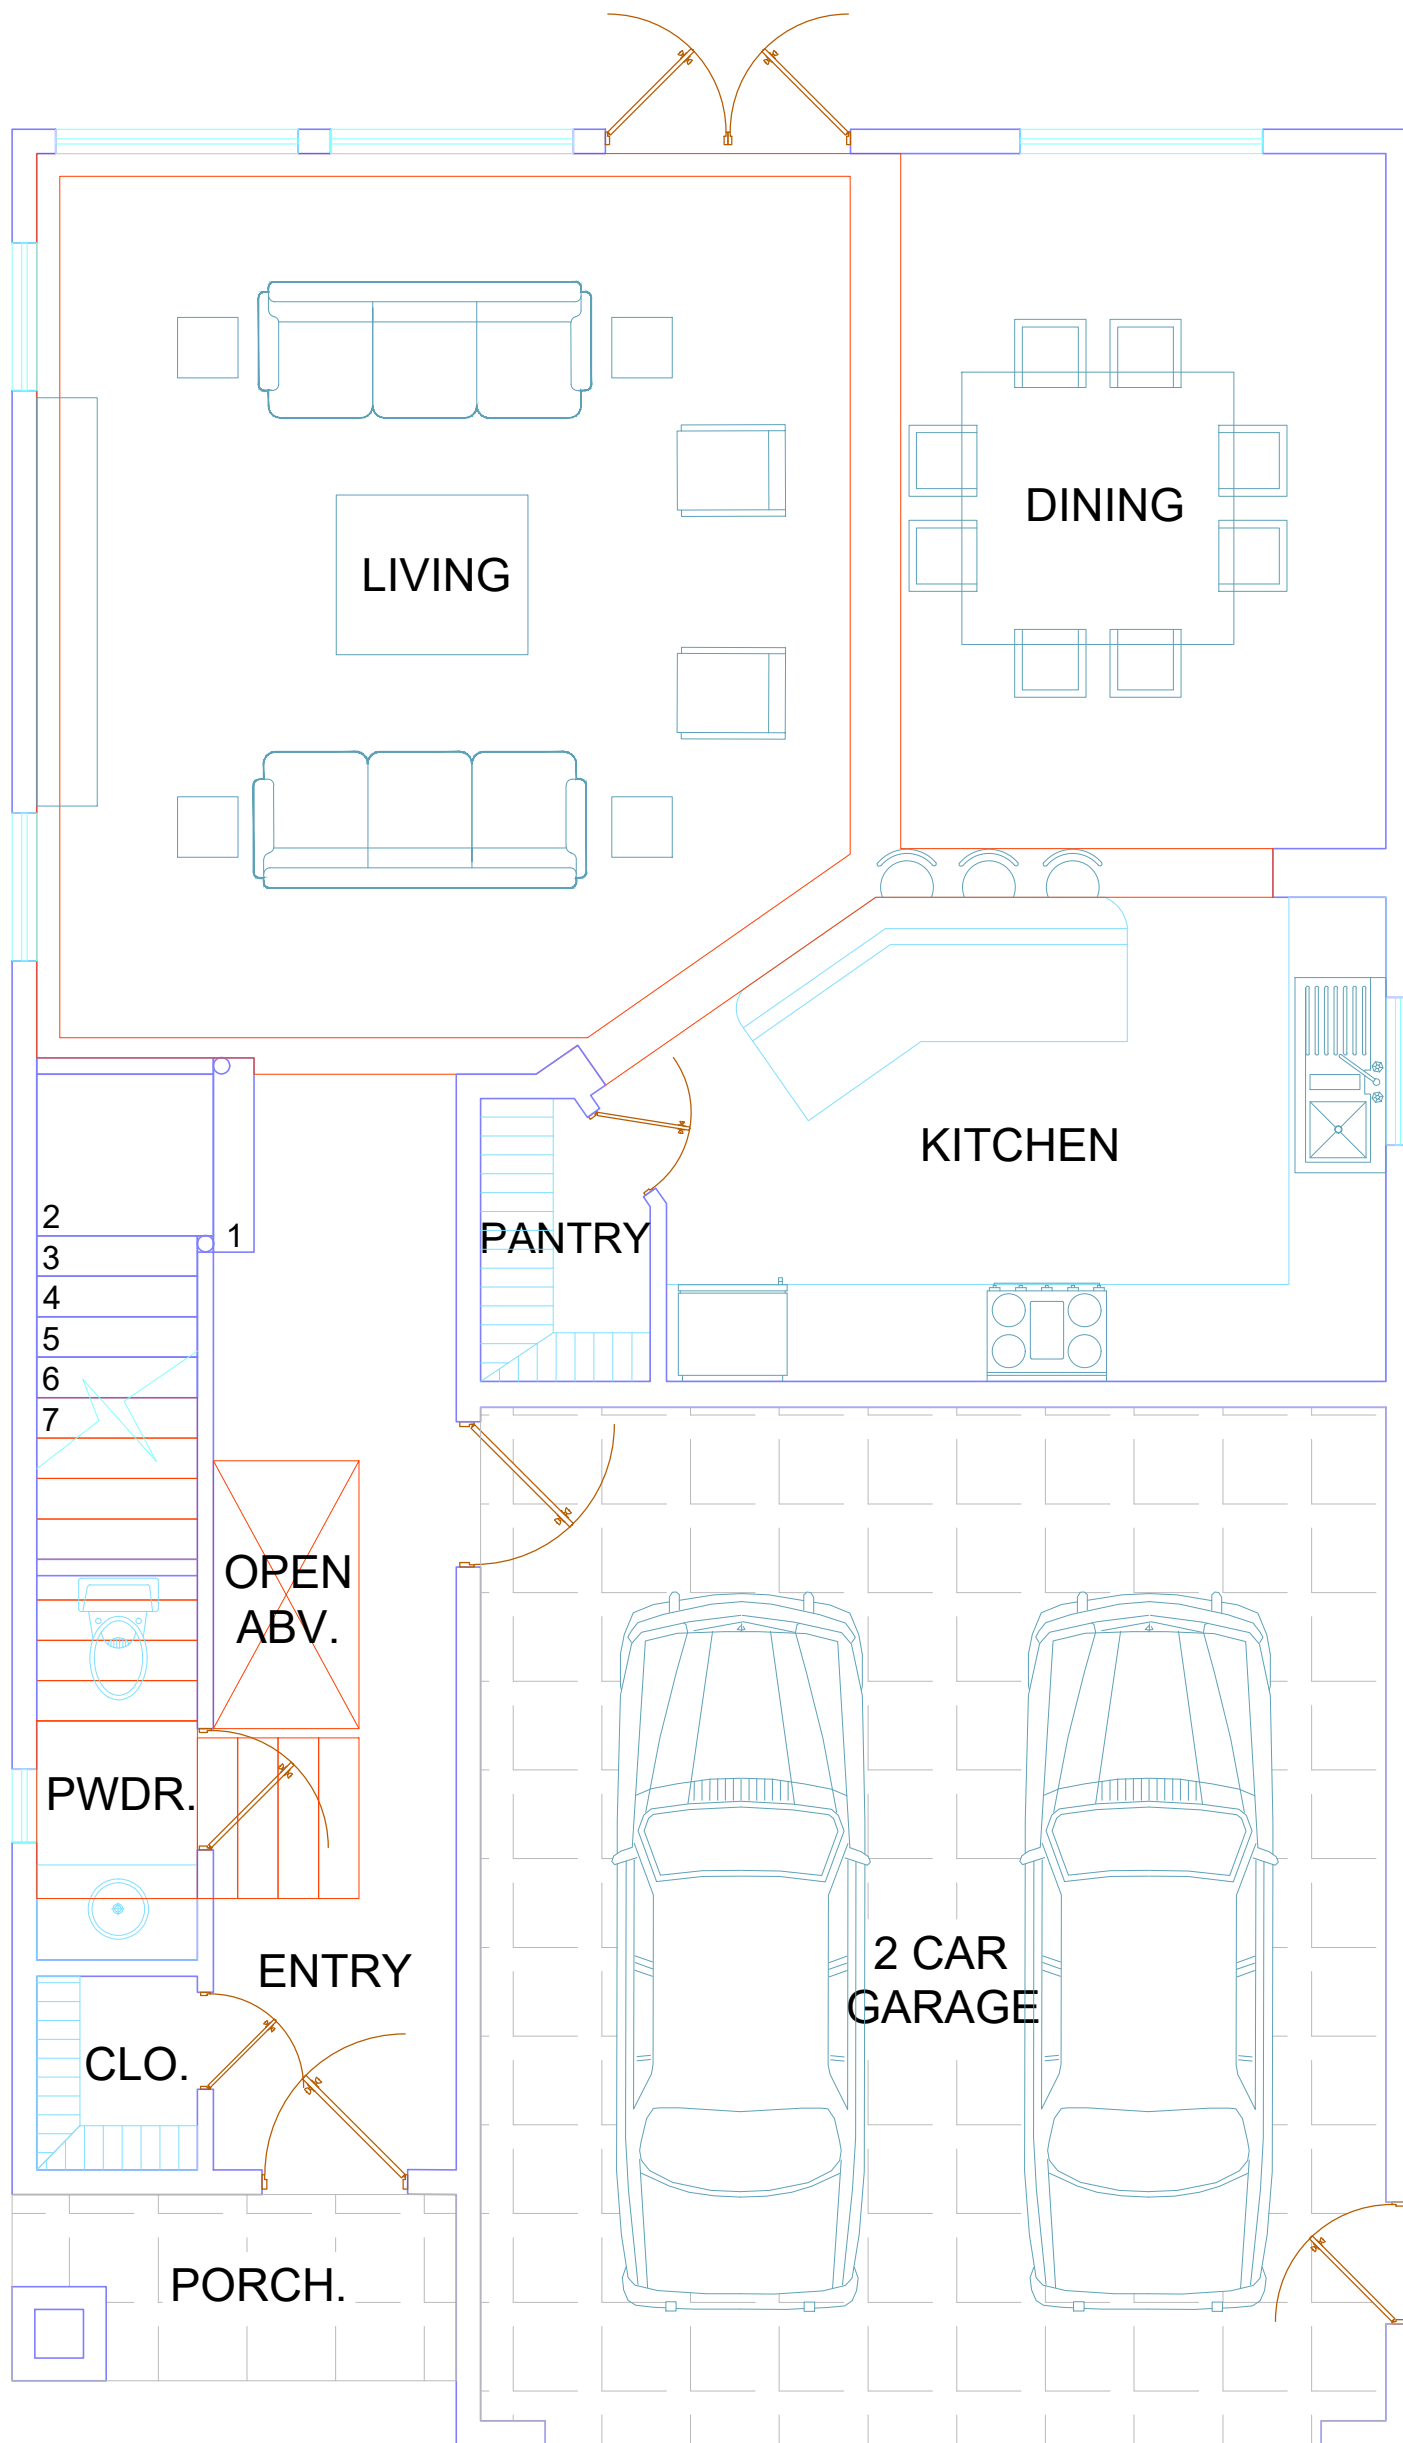 DINING
LIVING
KITCHEN
2
1
PANTRY
3
4
5
6
7
OPEN
ABV.
PWDR.
2 CAR
ENTRY
GARAGE
CLO.
PORCH.